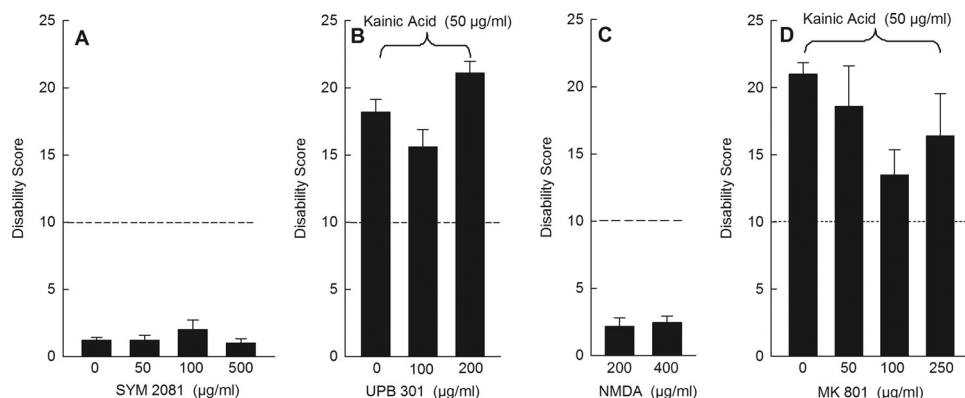 A
Disability Score
25
20
15
10
5
0
0 50 100 500
SYM 2081 (µg/ml)
B
Kainic Acid (50 µg/ml)
Disability Score
25
20
15
10
5
0
0 100 200
UPB 301 (µg/ml)
C
Disability Score
25
20
15
10
5
0
200 400
NMDA (µg/ml)
D
Kainic Acid (50 µg/ml)
Disability Score
25
20
15
10
5
0
0 50 100 250
MK 801 (µg/ml)